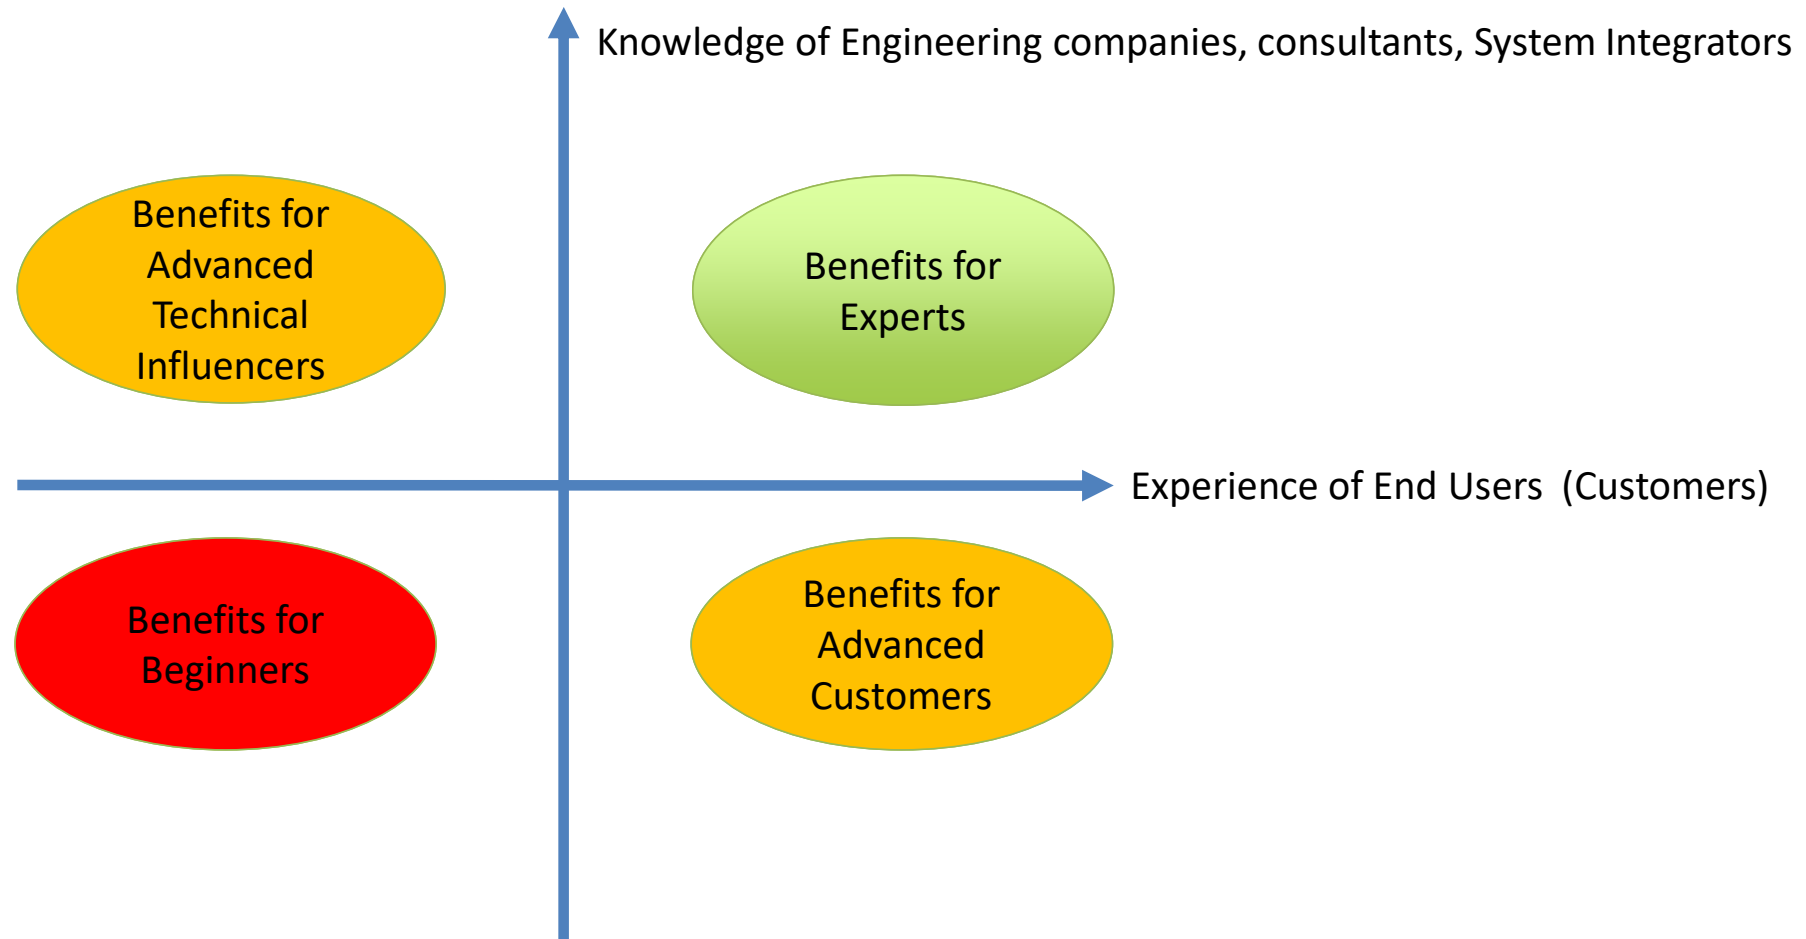 Knowledge of Engineering companies, consultants, System Integrators
Benefits for
Advanced
Technical
Influencers
Benefits for
Experts
Experience of End Users  (Customers)
Benefits for
Beginners
Benefits for
Advanced
Customers